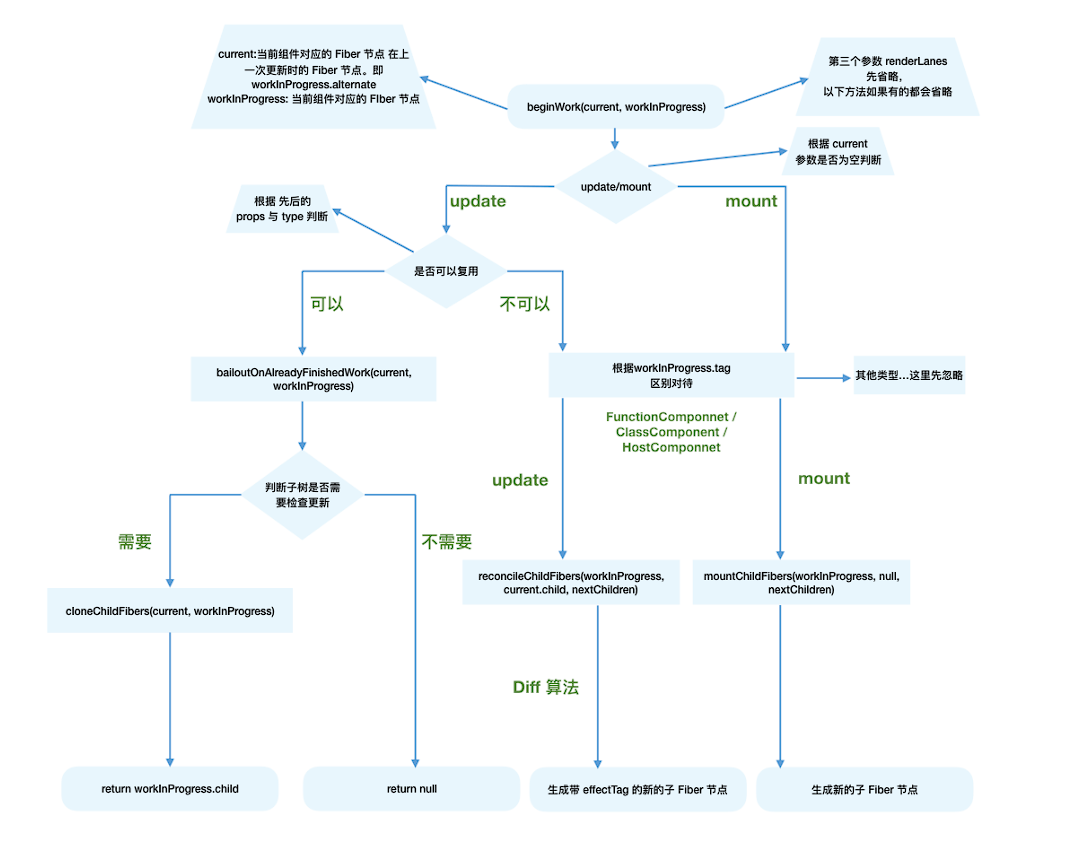 current:当前组件对应的 Fiber 节点 在上
一次更新时的 Fiber 节点。即
workInProgress.alternate
workInProgress: 当前组件对应的 FIber 节点
第三个参数 renderLanes
先省略,
以下方法如果有的都会省略
beginWork(current, workInProgress)
根据 current
参数是否为空判断
update/mount
根据 先后的
props 与 type 判断
update
mount
是否可以复用
可以
不可以
bailoutOnAlreadyFinishedWork(current,
workInProgress)
根据workInProgress.tag
区别对待
其他类型...这里先忽略
FunctionComponnet /
ClassComponent /
HostComponnet
判断子树是否需
要检查更新
update
mount
需要
不需要
reconcileChildFibers(workInProgress,
current.child, nextChildren)
mountChildFibers(workInProgress, null,
nextChildren)
cloneChildFibers(current, workInProgress)
Diff 算法
return workInProgress.child
return null
生成带 effectTag 的新的子 Fiber 节点
生成新的子 Fiber 节点